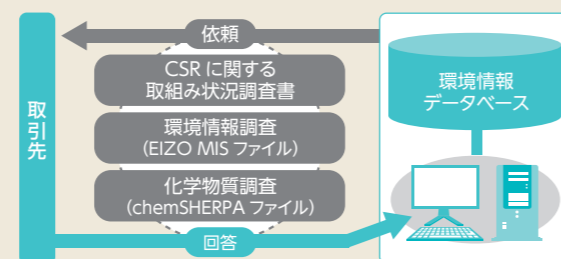 依頼
CSRに関する
取組み状況調査書
環境情報調査
(EIZO MIS ファイル)
化学物質調査
(chemSHERPA ファイル)
回答
取引先
環境情報
データベース